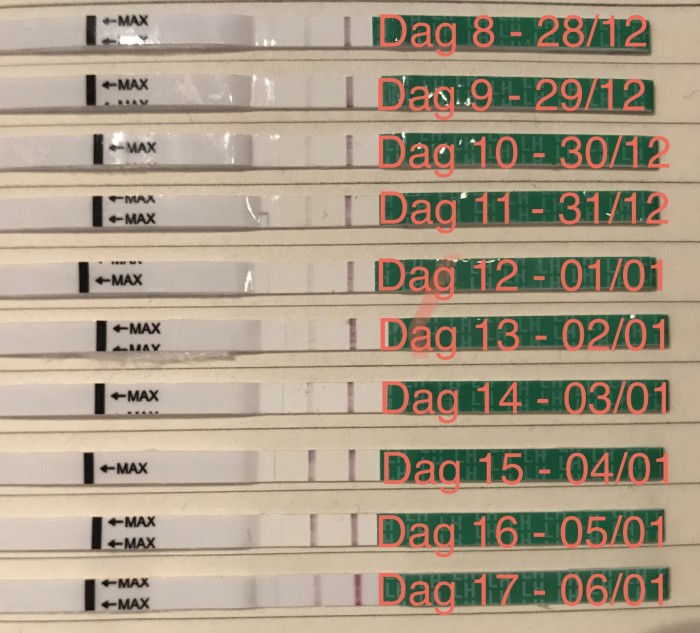 ←MAX
Dag 8 - 28/12
←MAX
←MAX
Dag 9 - 29/12
←MAX
Dag 10 - 30/12
←MAX
←MAX
Dag 11 - 31/12
←MAX
Dag 12 - 01/01
←MAX
←MAX
Dag 13 - 02/01
←MAX
Dag 14 - 03/01
←MAX
Dag 15 - 04/01
←MAX
←MAX
Dag 16 - 05/01
←MAX
←MAX
Dag 17 - 06/01